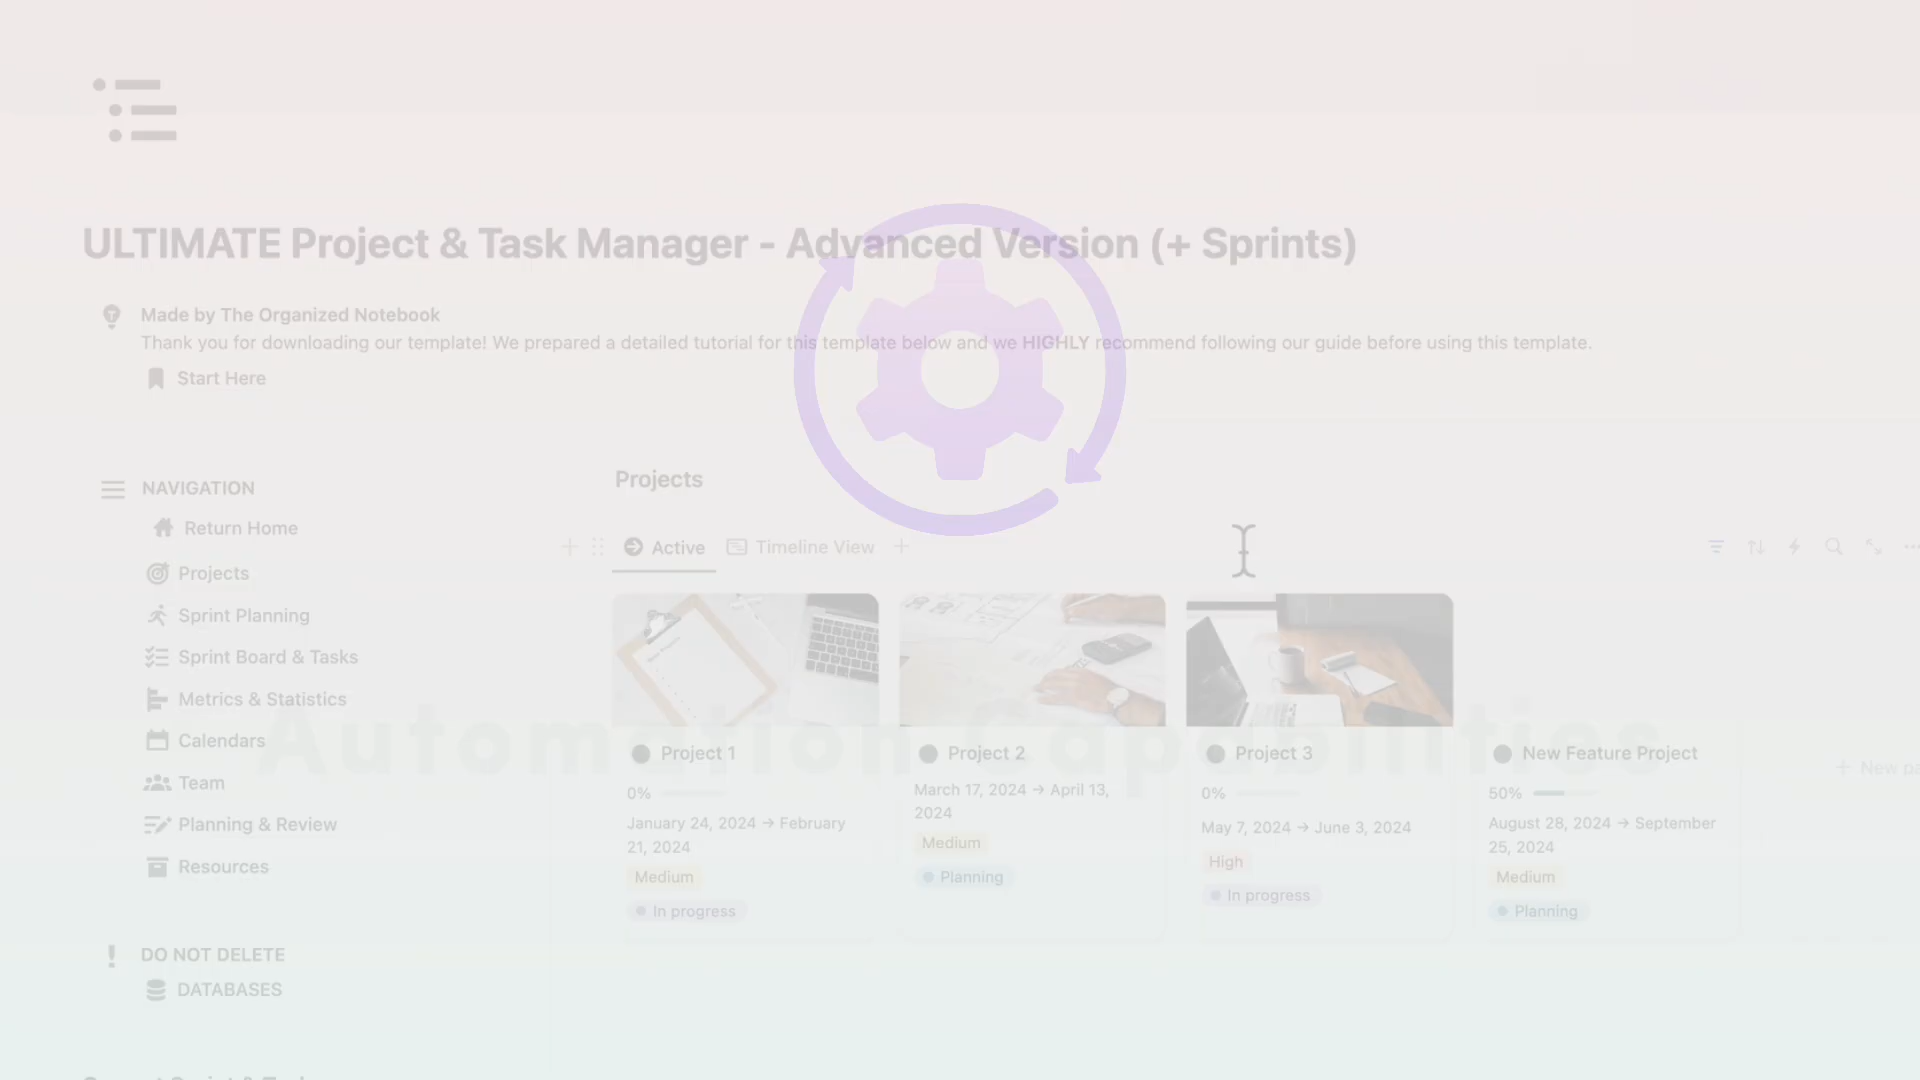 ULTIMATE Project & Task Manager - Advanced Version (+ Sprints)
Made by The Organized Notebook
Thank you for downloading our template! We prepared a detailed tutorial for this template below and we HIGHLY recommend following our guide before using this template.
Start Here
NAVIGATION
Return Home
Projects
Sprint Planning
Sprint Board & Tasks
Metrics & Statistics
Calendars
Team
Planning & Review
Resources
DO NOT DELETE
DATABASES
Projects
Active Timeline View
Automation Capabilities
Project 1
0%
January 24, 2024 → February
21, 2024
Medium
In progress
Project 2
March 17, 2024 → April 13,
2024
Medium
Planning
Project 3
0%
May 7, 2024 → June 3, 2024
High
In progress
New Feature Project
50%
August 28, 2024 → September
25, 2024
Medium
Planning
+ New pa